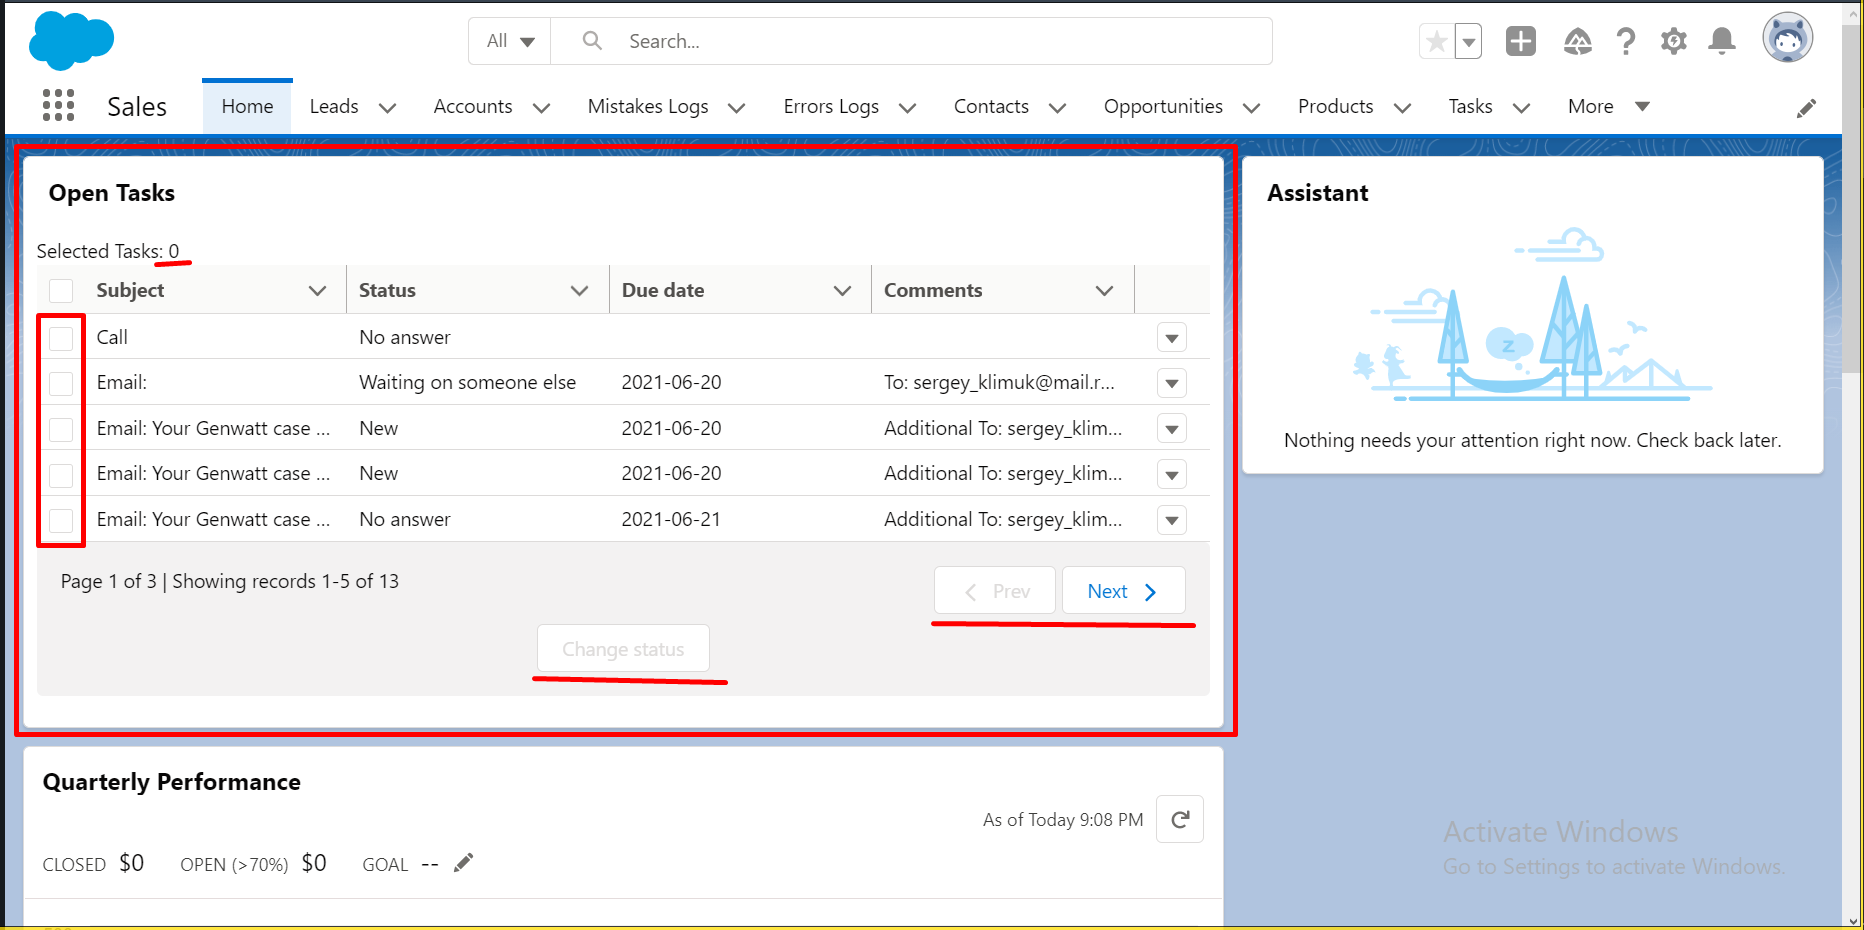 All Search...
Sales Home Leads Accounts Mistakes Logs Errors Logs Contacts Opportunities Products Tasks More
Open Tasks
Selected Tasks: 0
Subject Status Due date Comments
Call No answer
Email: Waiting on someone else 2021-06-20 To: sergey_klimuk@mail.r...
Email: Your Genwatt case ... New 2021-06-20 Additional To: sergey_klim...
Email: Your Genwatt case ... New 2021-06-20 Additional To: sergey_klim...
Email: Your Genwatt case ... No answer 2021-06-21 Additional To: sergey_klim...
Page 1 of 3 | Showing records 1-5 of 13
Prev Next
Change status
Assistant
z
Nothing needs your attention right now. Check back later.
Quarterly Performance
As of Today 9:08 PM
CLOSED $0 OPEN (>70%) $0 GOAL --
Activate Windows
Go to Settings to activate Windows.